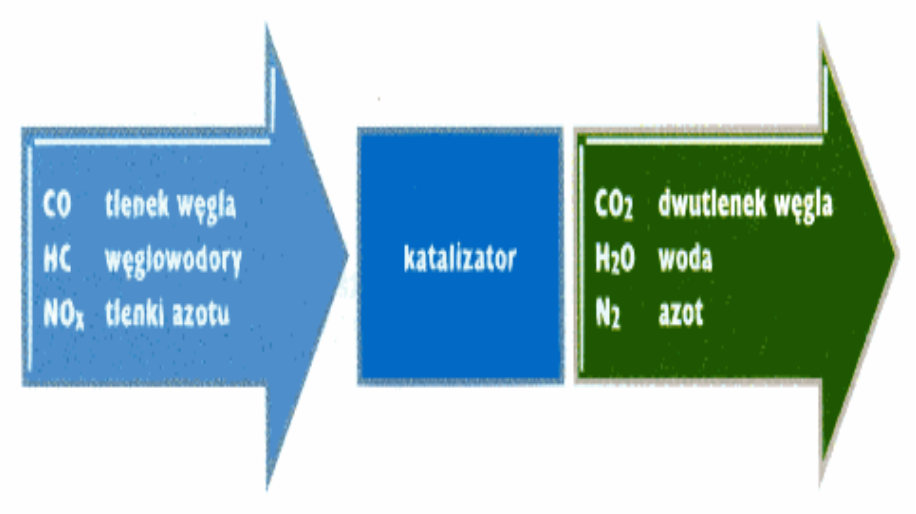 CO tlenek węgla
HC węglowodory
NOx tlenki azotu
katalizator
CO2 dwutlenek węgla
H2O woda
N2 azot